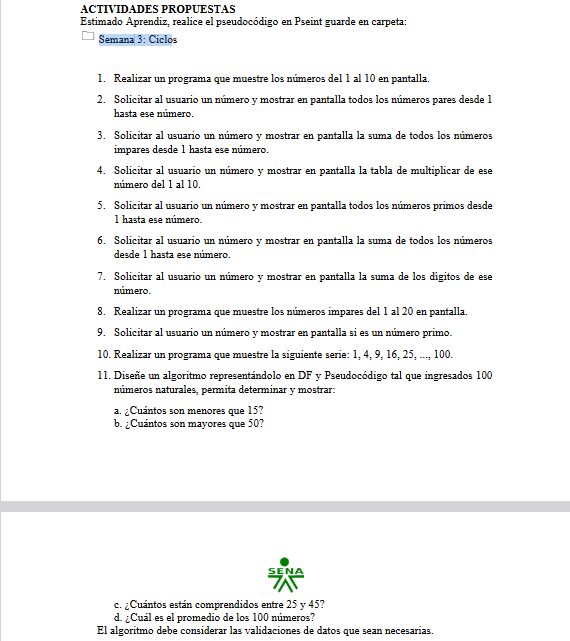 ACTIVIDADES PROPUESTAS
Estimado Aprendiz, realice el pseudocódigo en Pseint guarde en carpeta:
Semana 3: Ciclos
1. Realizar un programa que muestre los números del 1 al 10 en pantalla.
2. Solicitar al usuario un número y mostrar en pantalla todos los números pares desde 1
hasta ese número.
3. Solicitar al usuario un número y mostrar en pantalla la suma de todos los números
impares desde 1 hasta ese número.
4. Solicitar al usuario un número y mostrar en pantalla la tabla de multiplicar de ese
número del 1 al 10.
5. Solicitar al usuario un número y mostrar en pantalla todos los números primos desde
1 hasta ese número.
6. Solicitar al usuario un número y mostrar en pantalla la suma de todos los números
desde 1 hasta ese número.
7. Solicitar al usuario un número y mostrar en pantalla la suma de los dígitos de ese
número.
8. Realizar un programa que muestre los números impares del 1 al 20 en pantalla.
9. Solicitar al usuario un número y mostrar en pantalla si es un número primo.
10. Realizar un programa que muestre la siguiente serie: 1, 4, 9, 16, 25, ..., 100.
11. Diseñe un algoritmo representándolo en DF y Pseudocódigo tal que ingresados 100
números naturales, permita determinar y mostrar:
a. ¿Cuántos son menores que 15?
b. ¿Cuántos son mayores que 50?
SENA
c. ¿Cuántos están comprendidos entre 25 y 45?
d. ¿Cuál es el promedio de los 100 números?
El algoritmo debe considerar las validaciones de datos que sean necesarias.